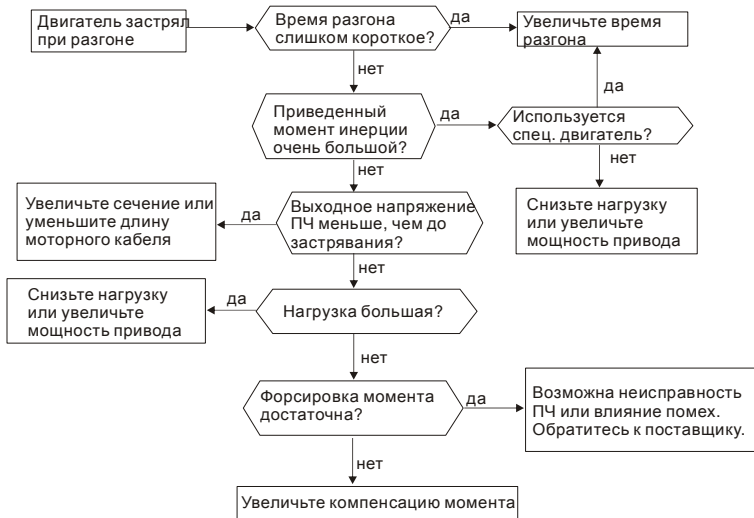 Двигатель застрял
при разгоне
Время разгона
слишком короткое?
да
Увеличьте время
разгона
нет
да
Приведенный
момент инерции
очень большой?
да
Используется
спец. двигатель?
нет
нет
Увеличьте сечение или
уменьшите длину
моторного кабеля
да
Выходное напряжение
ПЧ меньше, чем до
застрявания?
Снизьте нагрузку
или увеличьте
мощность привода
нет
Снизьте нагрузку
или увеличьте
мощность привода
да
Нагрузка большая?
нет
Форсировка момента
достаточна?
да
Возможна неисправность
ПЧ или влияние помех.
Обратитесь к поставщику.
нет
Увеличьте компенсацию момента